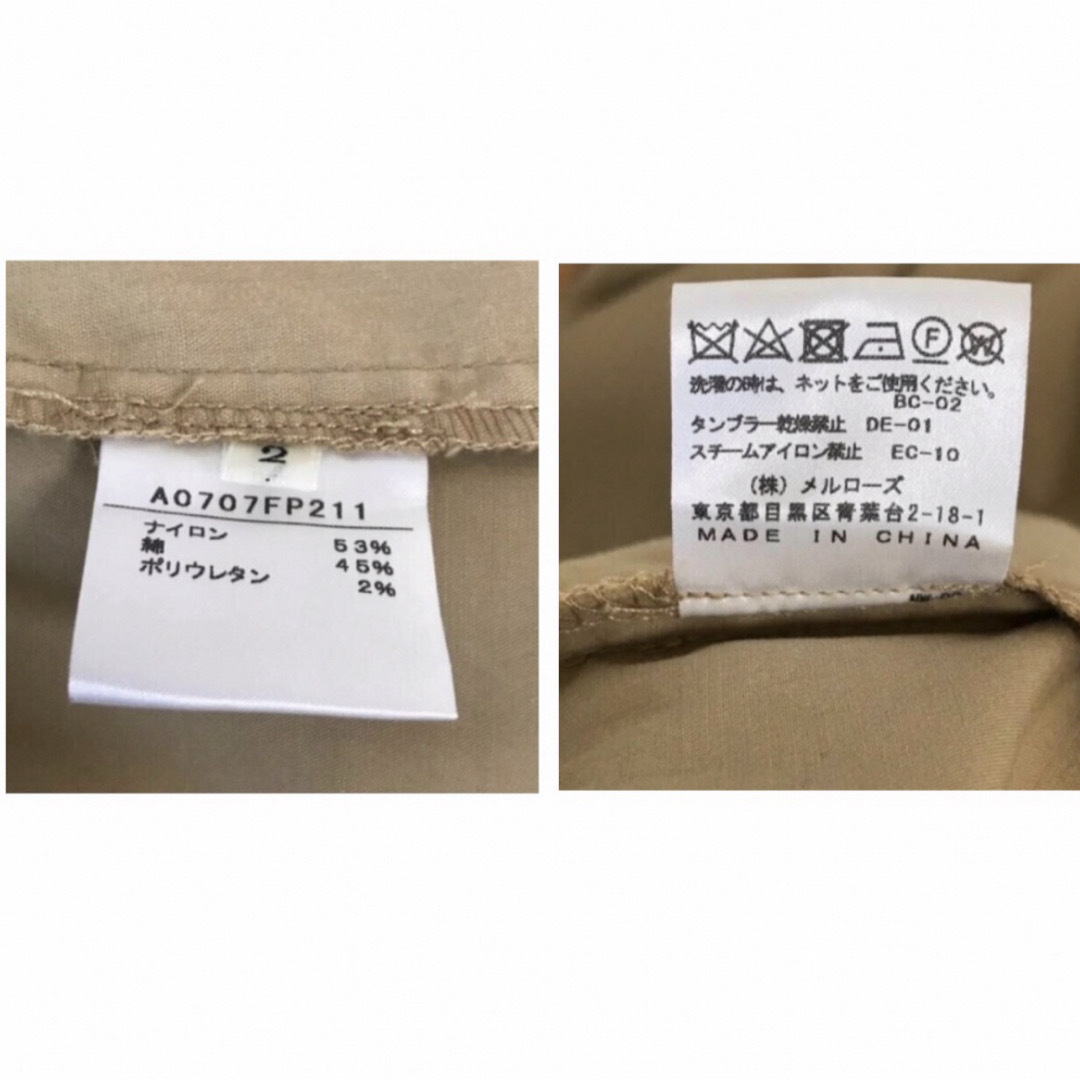 2
A0707FP211
ナイロン 53%
綿 45%
ポリウレタン 2%
洗濯の時は、ネットをご使用ください。
BC-02
タンブラー乾燥禁止 DE-01
スチームアイロン禁止 EC-10
(株) メルローズ
東京都目黒区青葉台2-18-1
MADE IN CHINA